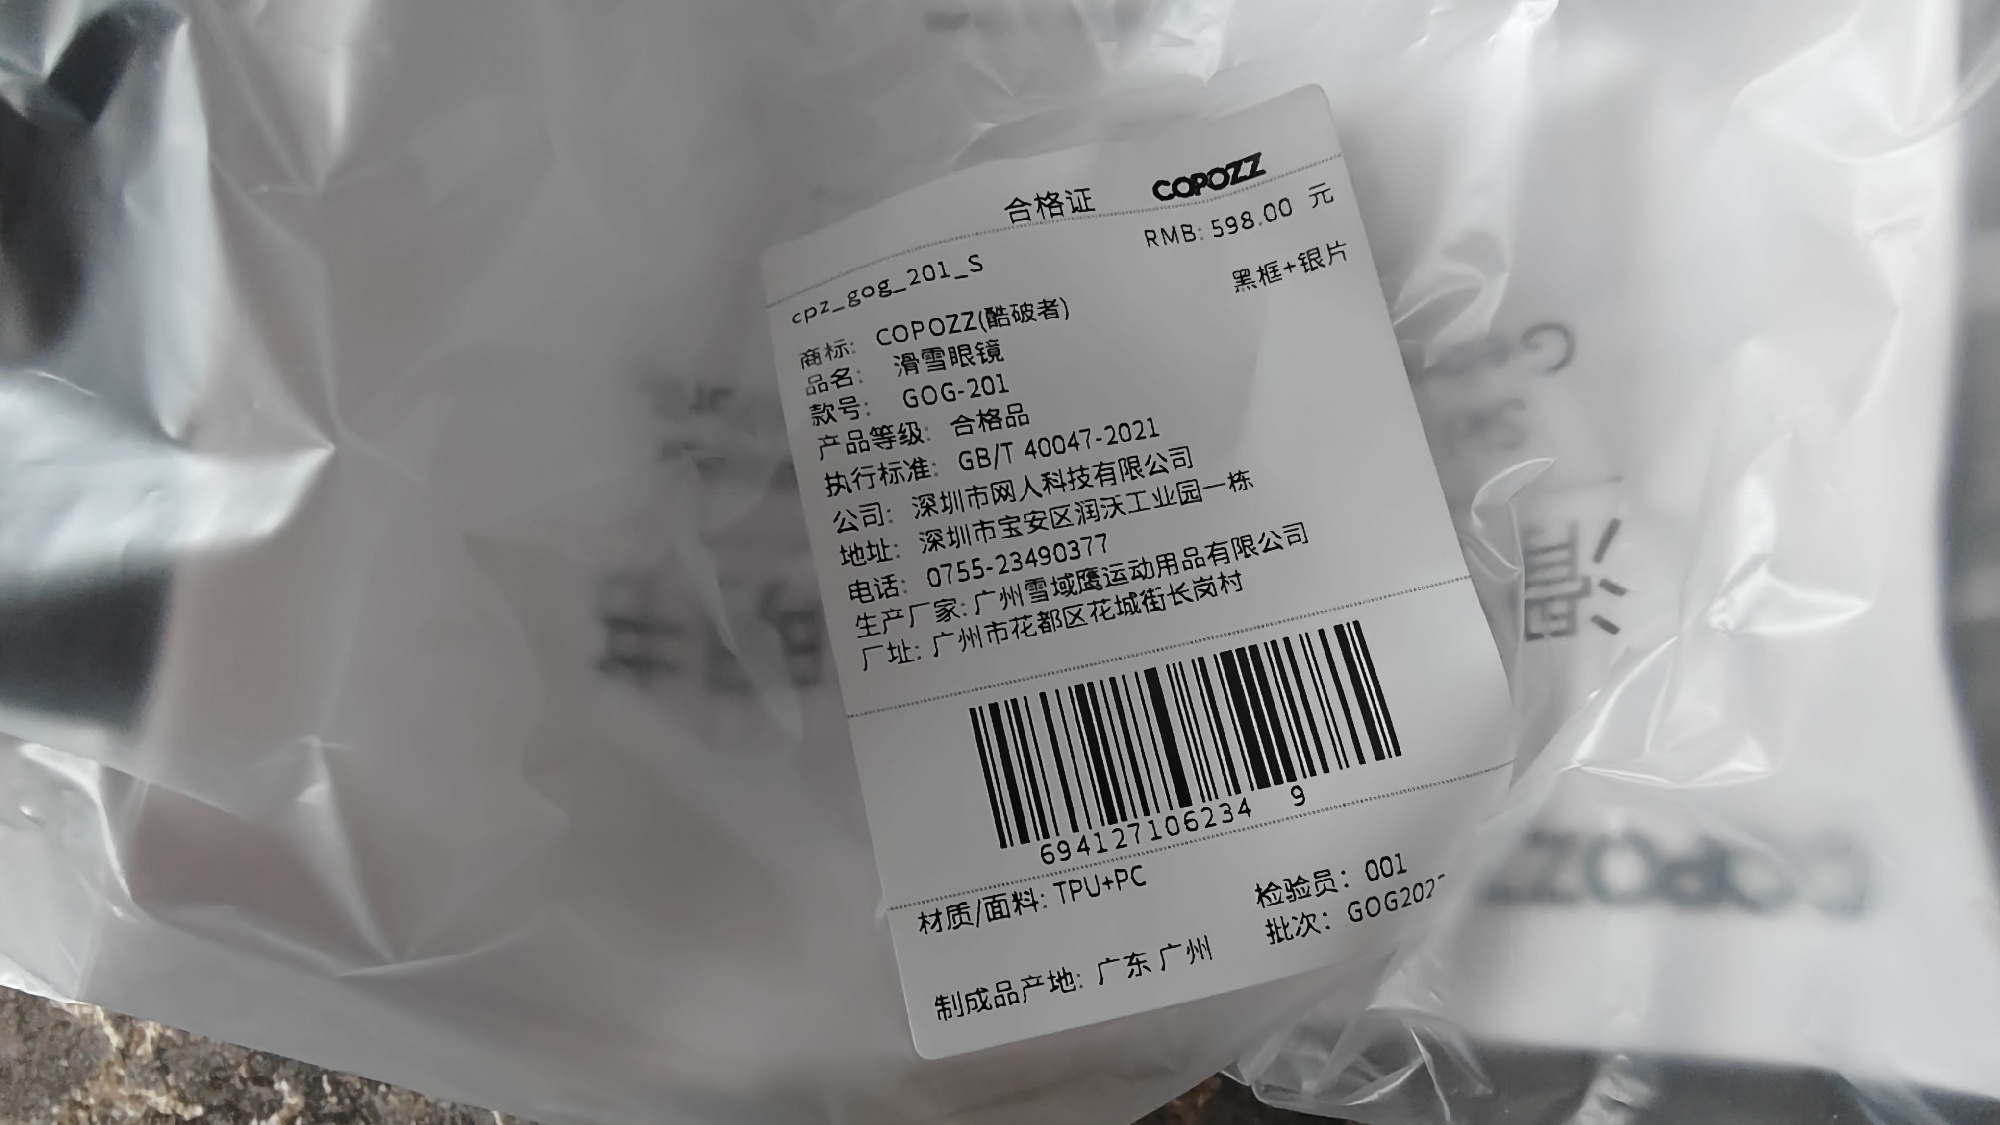 合格证 COPOZZ
cpz_gog_201_S RMB: 598.00 元
黑框+银片
商标: COPOZZ(酷破者)
品名: 滑雪眼镜
款号: GOG-201
产品等级: 合格品
执行标准: GB/T 40047-2021
公司: 深圳市网人科技有限公司
地址: 深圳市宝安区润沃工业园一栋
电话: 0755-23490377
生产厂家: 广州雪域鹰运动用品有限公司
厂址: 广州市花都区花城街长岗村
694127106234 9
材质/面料: TPU+PC
检验员: 001
批次: GOG202
制成品产地: 广东 广州
COPOZZ